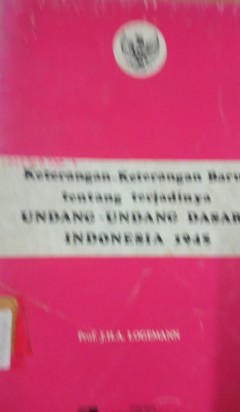 Keterangan-Keterangan Baru
tentang terjadinya
UNDANG-UNDANG DASAR
INDONESIA 1945
Prof. J.H.A. LOGEMANN